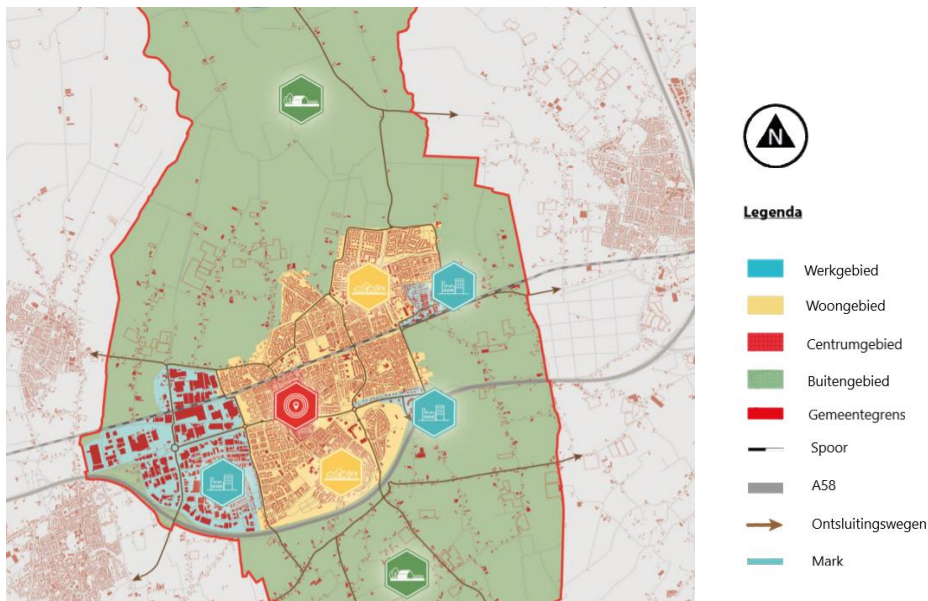 N
Legenda
Werkgebied
Woongebied
Centrumgebied
Buitengebied
Gemeentegrens
Spoor
A58
Ontsluitingswegen
Mark